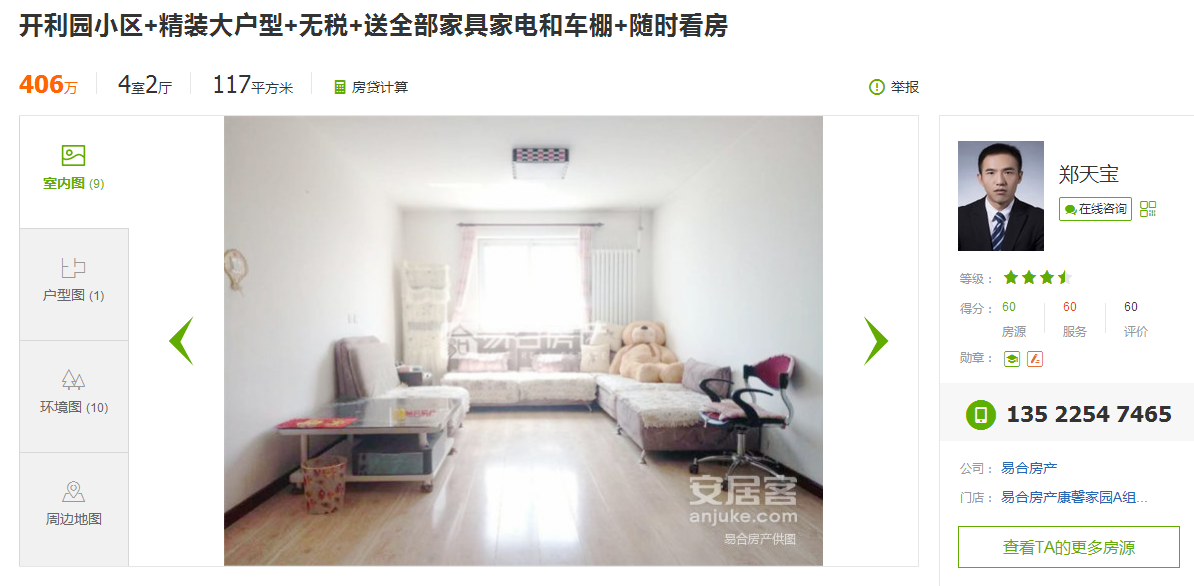 开利园小区+精装大户型+无税+送全部家具家电和车棚+随时看房
406万 4室2厅 117平方米 房贷计算 举报
室内图 (9)
户型图 (1)
环境图 (10)
周边地图
易合房产
安居客
anjuke.com
易合房产供图
郑天宝
在线咨询
等级：
得分： 60 60 60
房源 服务 评价
勋章：
135 2254 7465
公司： 易合房产
门店： 易合房产康馨家园A组...
查看TA的更多房源